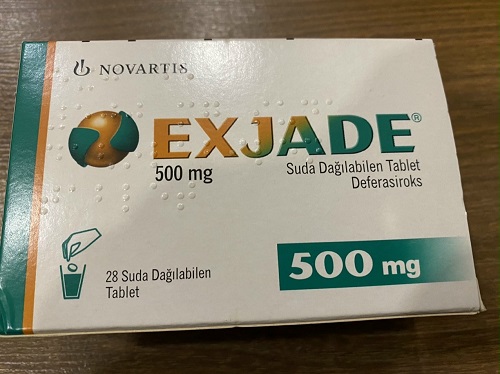 NOVARTIS
EXJADE®
500 mg
Suda Dağılabilen Tablet
Deferasiroks
28 Suda Dağılabilen
Tablet
500 mg